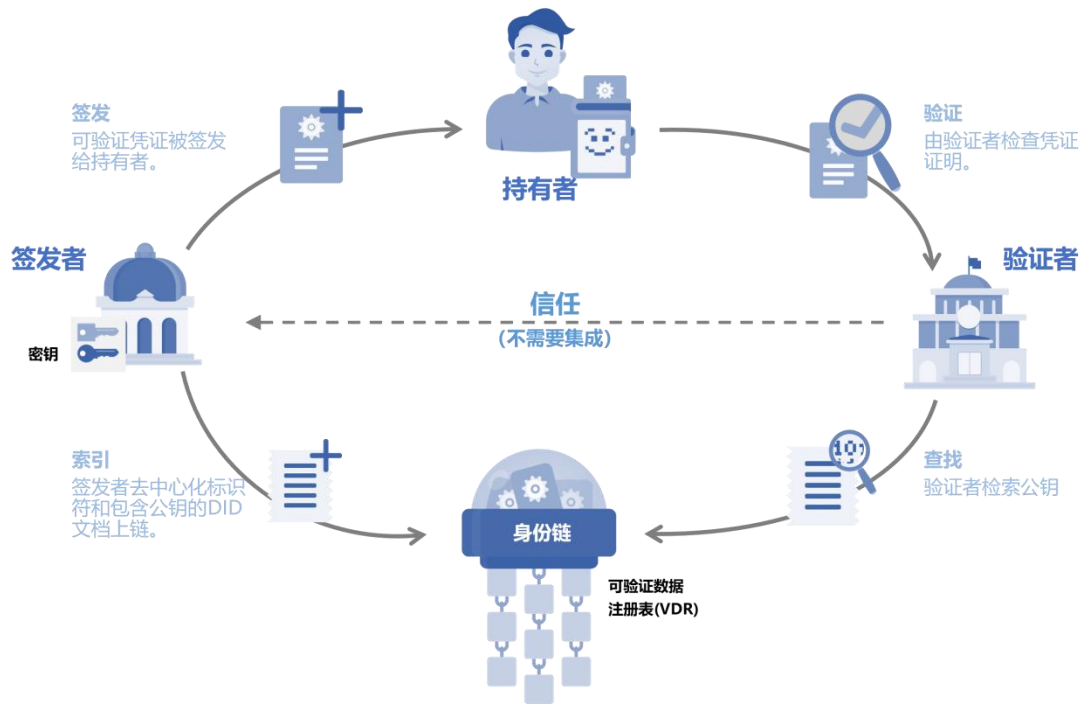 签发
可验证凭证被签发
给持有者。
持有者
验证
由验证者检查凭证
证明。
签发者
验证者
信任
(不需要集成)
密钥
索引
签发者去中心化标识
符和包含公钥的DID
文档上链。
查找
验证者检索公钥
身份链
可验证数据
注册表(VDR)